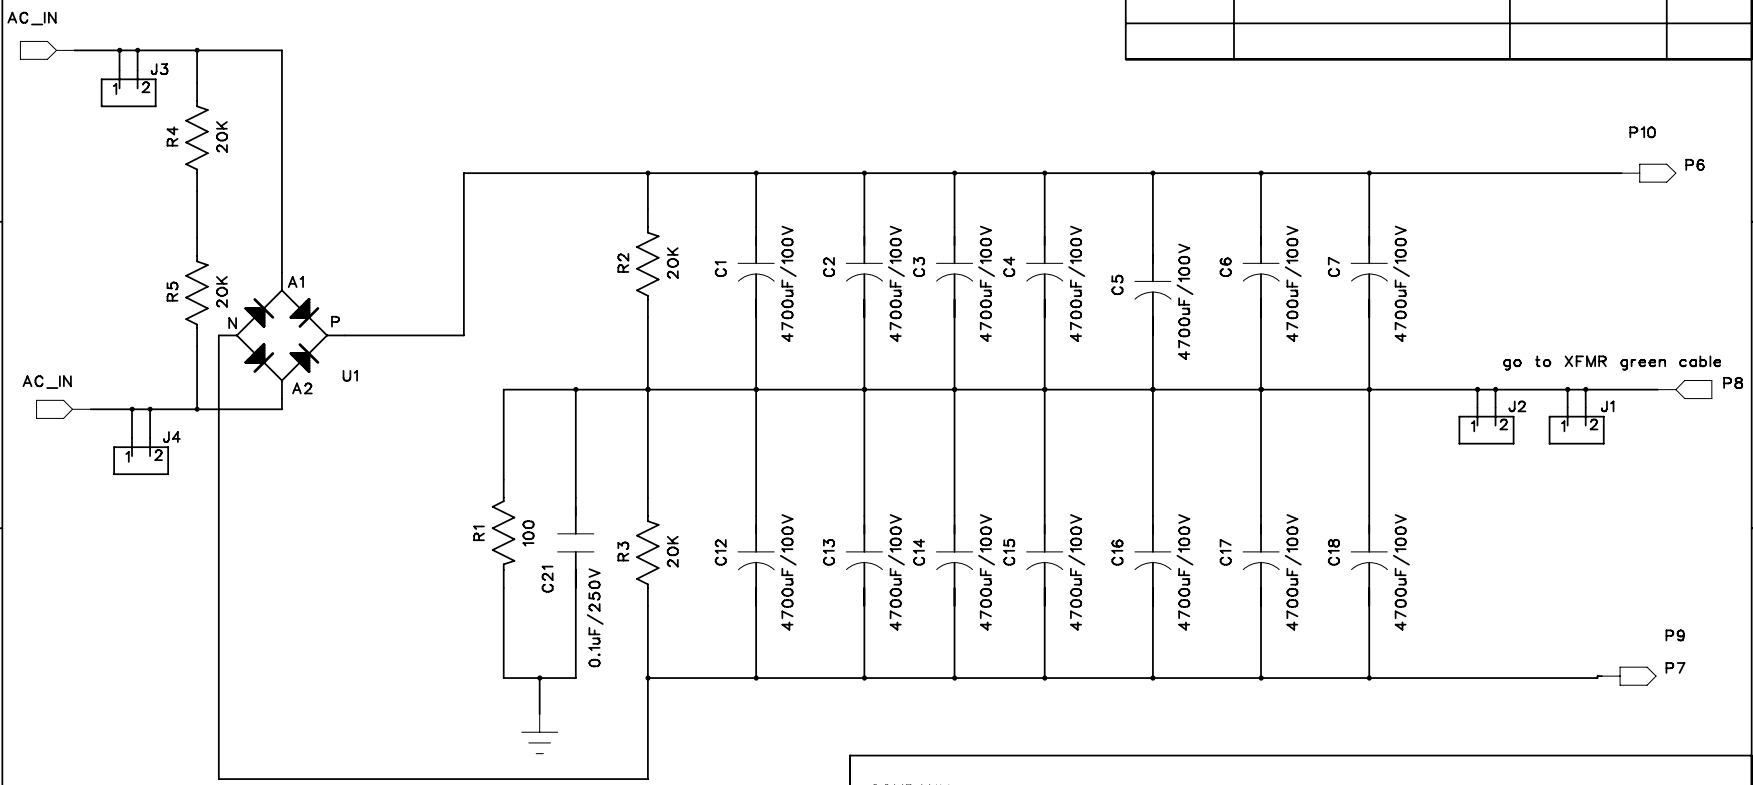 AC_IN
J3
1 2
R4
20K
R5
20K
A1
N
P
A2
U1
AC_IN
J4
1 2
P10
P6
R2
20K
C1
4700uF/100V
C2
4700uF/100V
C3
4700uF/100V
C4
4700uF/100V
C5
4700uF/100V
C6
4700uF/100V
C7
4700uF/100V
go to XFMR green cable
P8
J2
1 2
J1
1 2
R1
100
C21
0.1uF/250V
R3
20K
C12
4700uF/100V
C13
4700uF/100V
C14
4700uF/100V
C15
4700uF/100V
C16
4700uF/100V
C17
4700uF/100V
C18
4700uF/100V
P9
P7